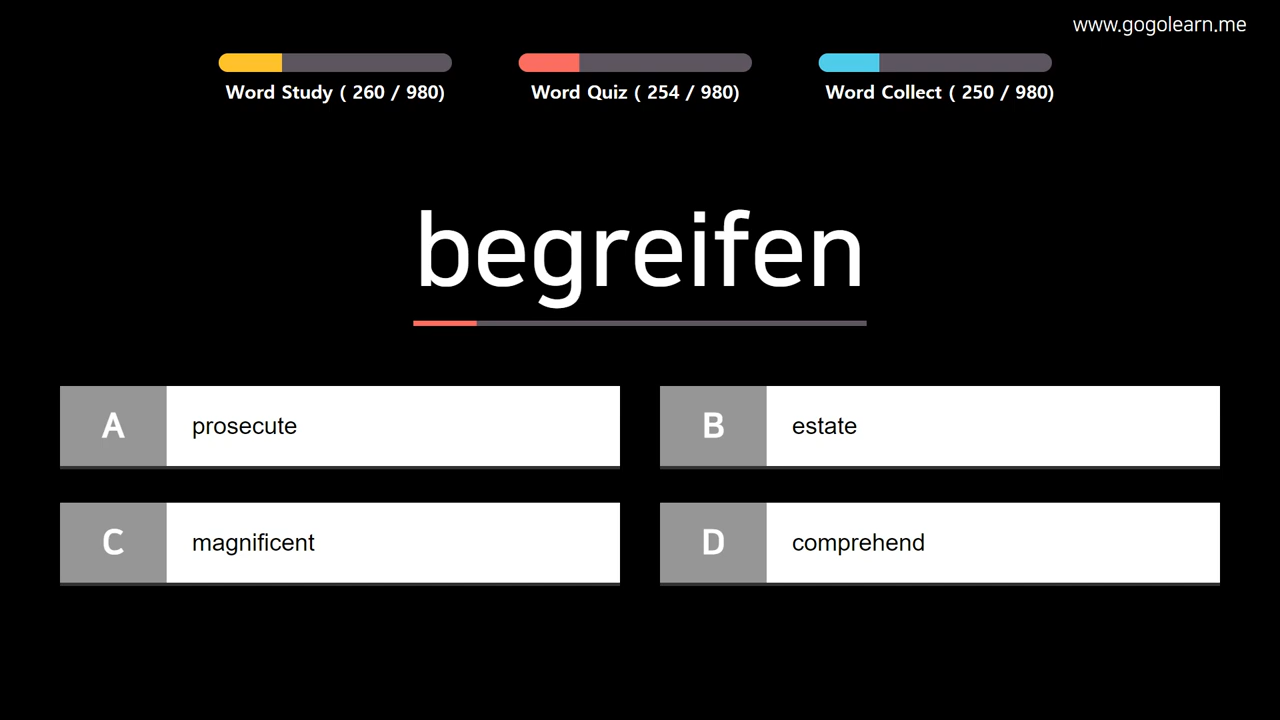 www.gogolearn.me
Word Study ( 260 / 980)
Word Quiz ( 254 / 980)
Word Collect ( 250 / 980)
begreifen
A prosecute
B estate
C magnificent
D comprehend